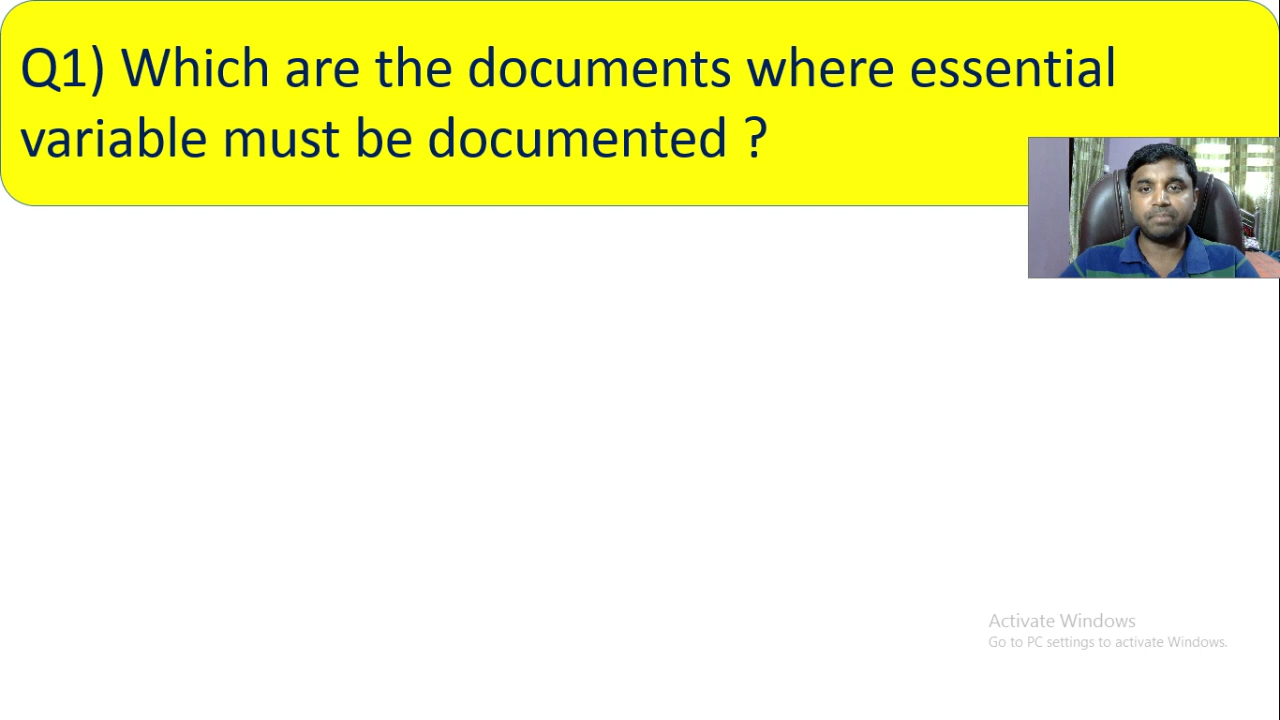 Q1) Which are the documents where essential
variable must be documented ?
Activate Windows
Go to PC settings to activate Windows.